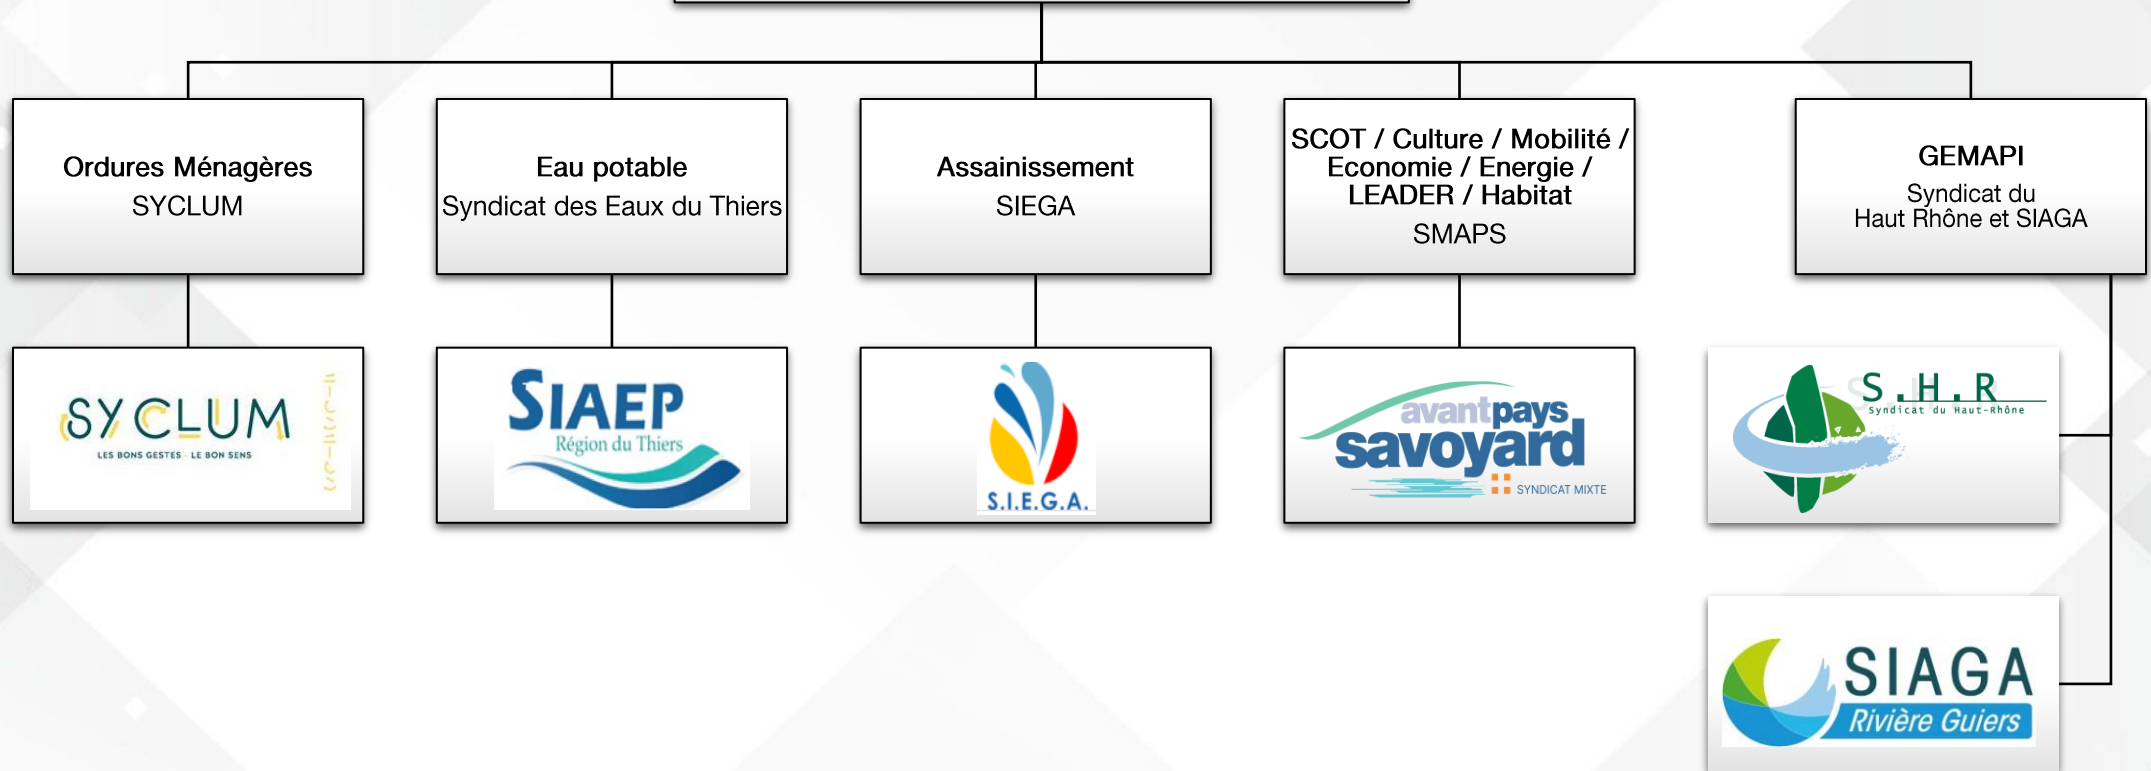 Ordures Ménagères
SYCLUM
Eau potable
Syndicat des Eaux du Thiers
Assainissement
SIEGA
SCOT / Culture / Mobilité /
Economie / Energie /
LEADER / Habitat
SMAPS
GEMAPI
Syndicat du
Haut Rhône et SIAGA
SYCLUM
LES BONS GESTES - LE BON SENS
SIAEP
Région du Thiers
S.I.E.G.A.
avant pays
savoyard
SYNDICAT MIXTE
S.H.R
Syndicat du Haut-Rhône
SIAGA
Rivière Guiers